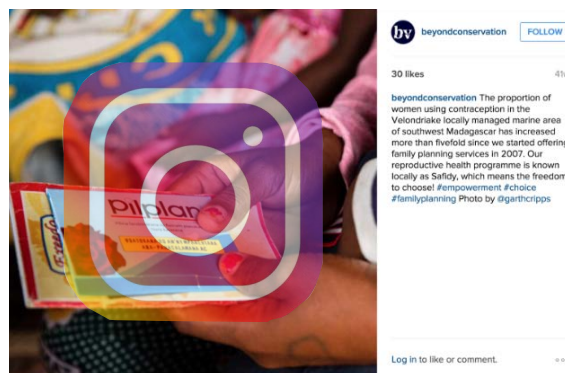 bv beyondconservation FOLLOW
30 likes
beyondconservation The proportion of
women using contraception in the
Velondriake locally managed marine area
of southwest Madagascar has increased
more than fivefold since we started offering
family planning services in 2007. Our
reproductive health programme is known
locally as Safidy, which means the freedom
to choose! #empowerment #choice
#familyplanning Photo by @garthcripps
Log in to like or comment.
pilplan